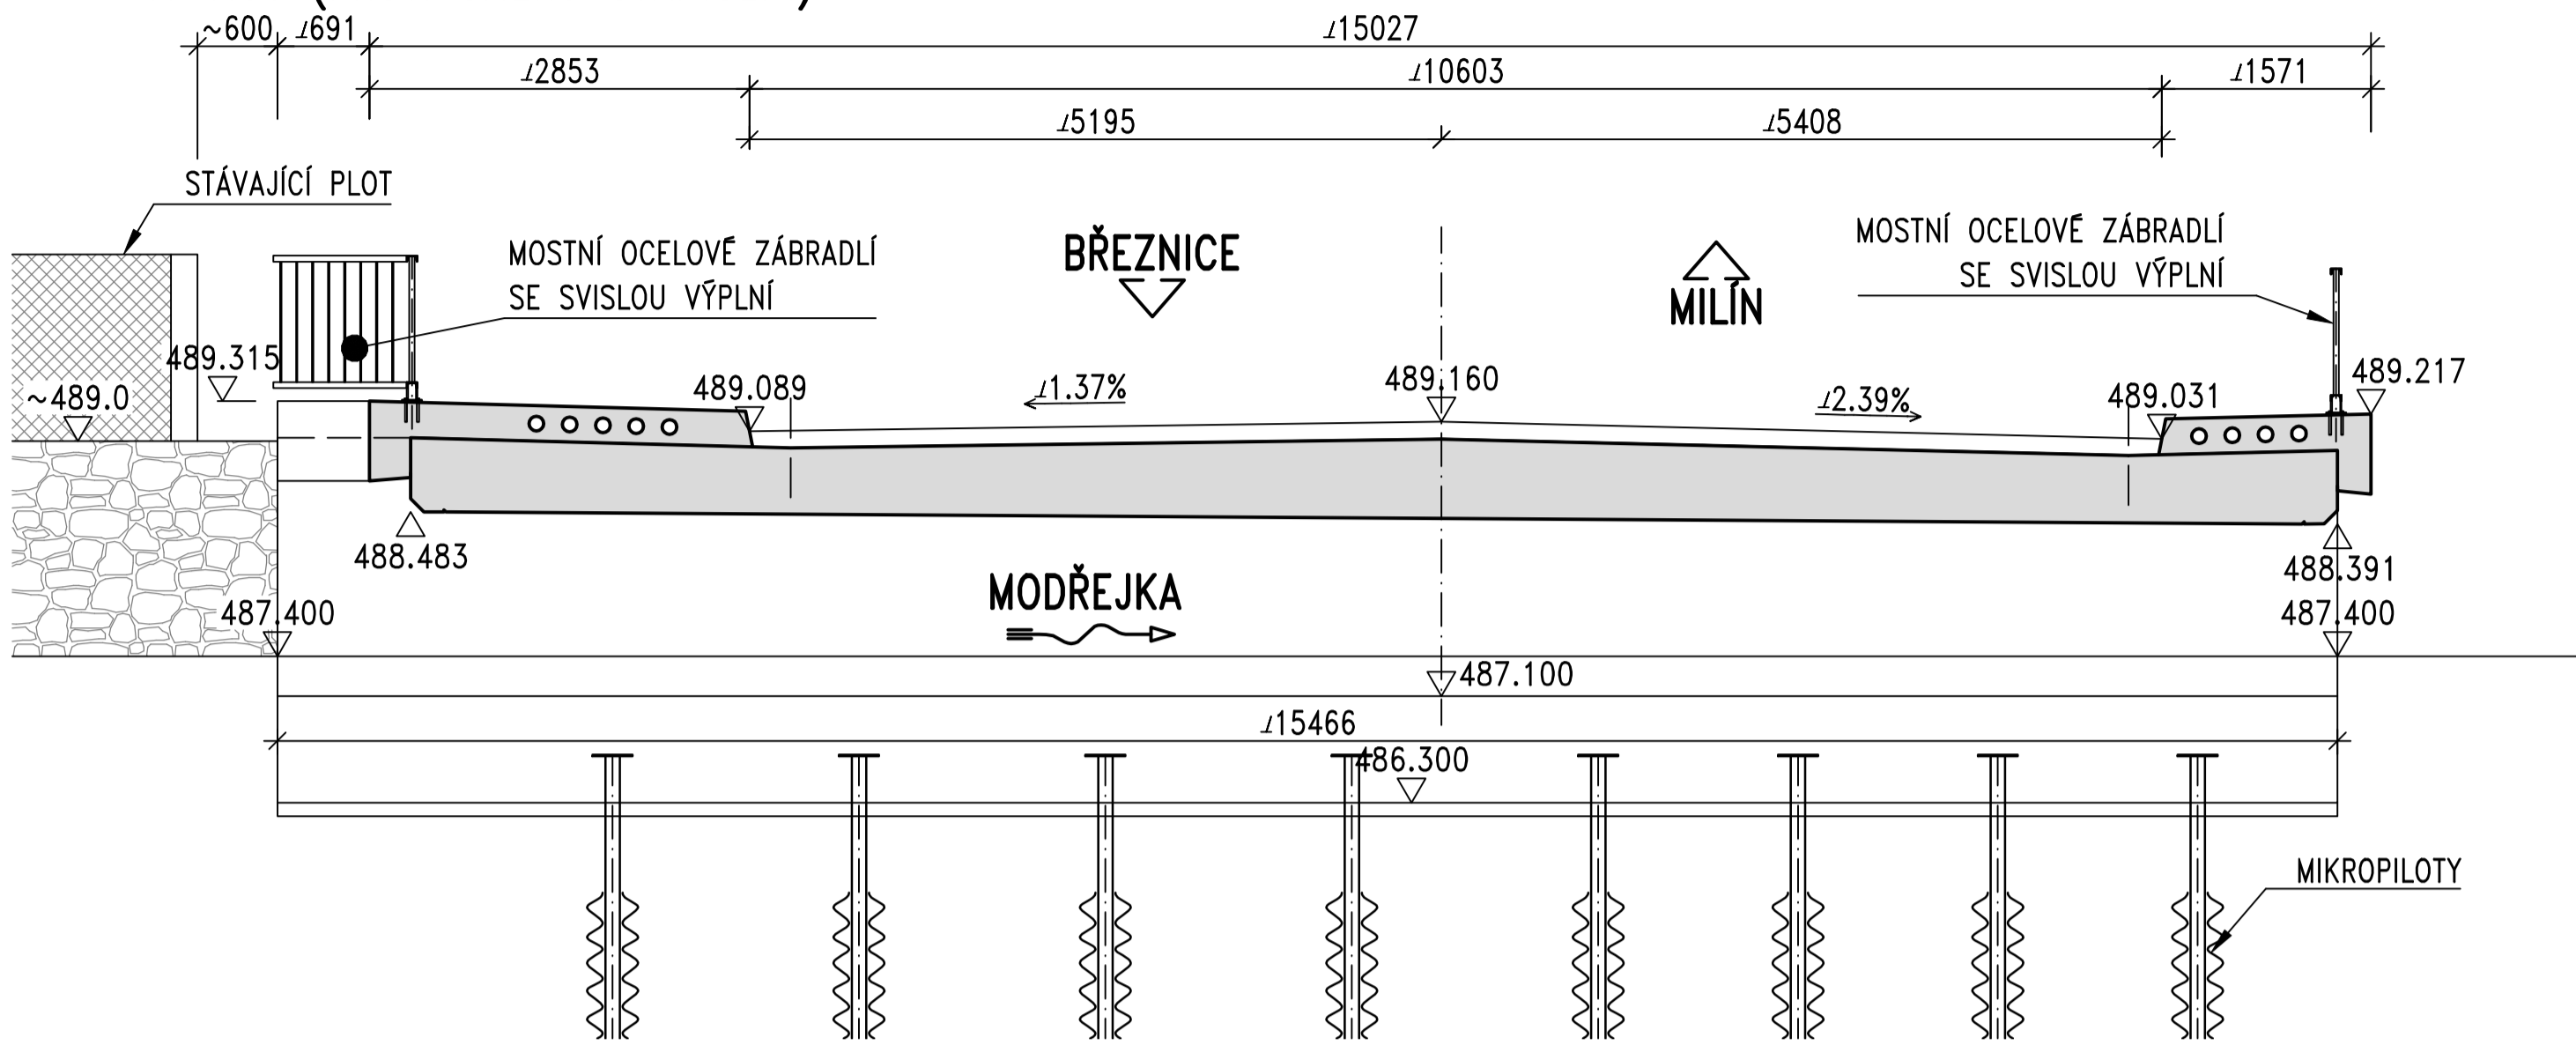 ~600 ⊥691 ⊥15027
⊥2853 ⊥10603 ⊥1571
⊥5195 ⊥5408
STÁVAJÍCÍ PLOT
MOSTNÍ OCELOVÉ ZÁBRADLÍ
SE SVISLOU VÝPLNÍ
BŘEZNICE
MILÍN
MOSTNÍ OCELOVÉ ZÁBRADLÍ
SE SVISLOU VÝPLNÍ
489.315
~489.0
489.089
⊥1.37%
489.160
⊥2.39%
489.031
489.217
488.483
488.391
MODŘEJKA
487.400
487.400
487.100
⊥15466
486.300
MIKROPILOTY